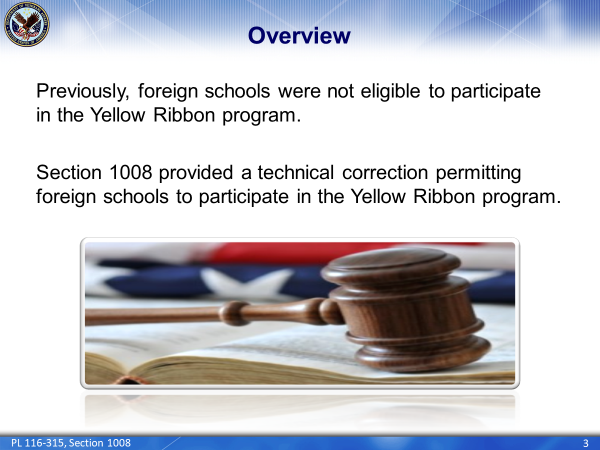 Overview
Previously, foreign schools were not eligible to participate
in the Yellow Ribbon program.
Section 1008 provided a technical correction permitting
foreign schools to participate in the Yellow Ribbon program.
PL 116-315, Section 1008
3